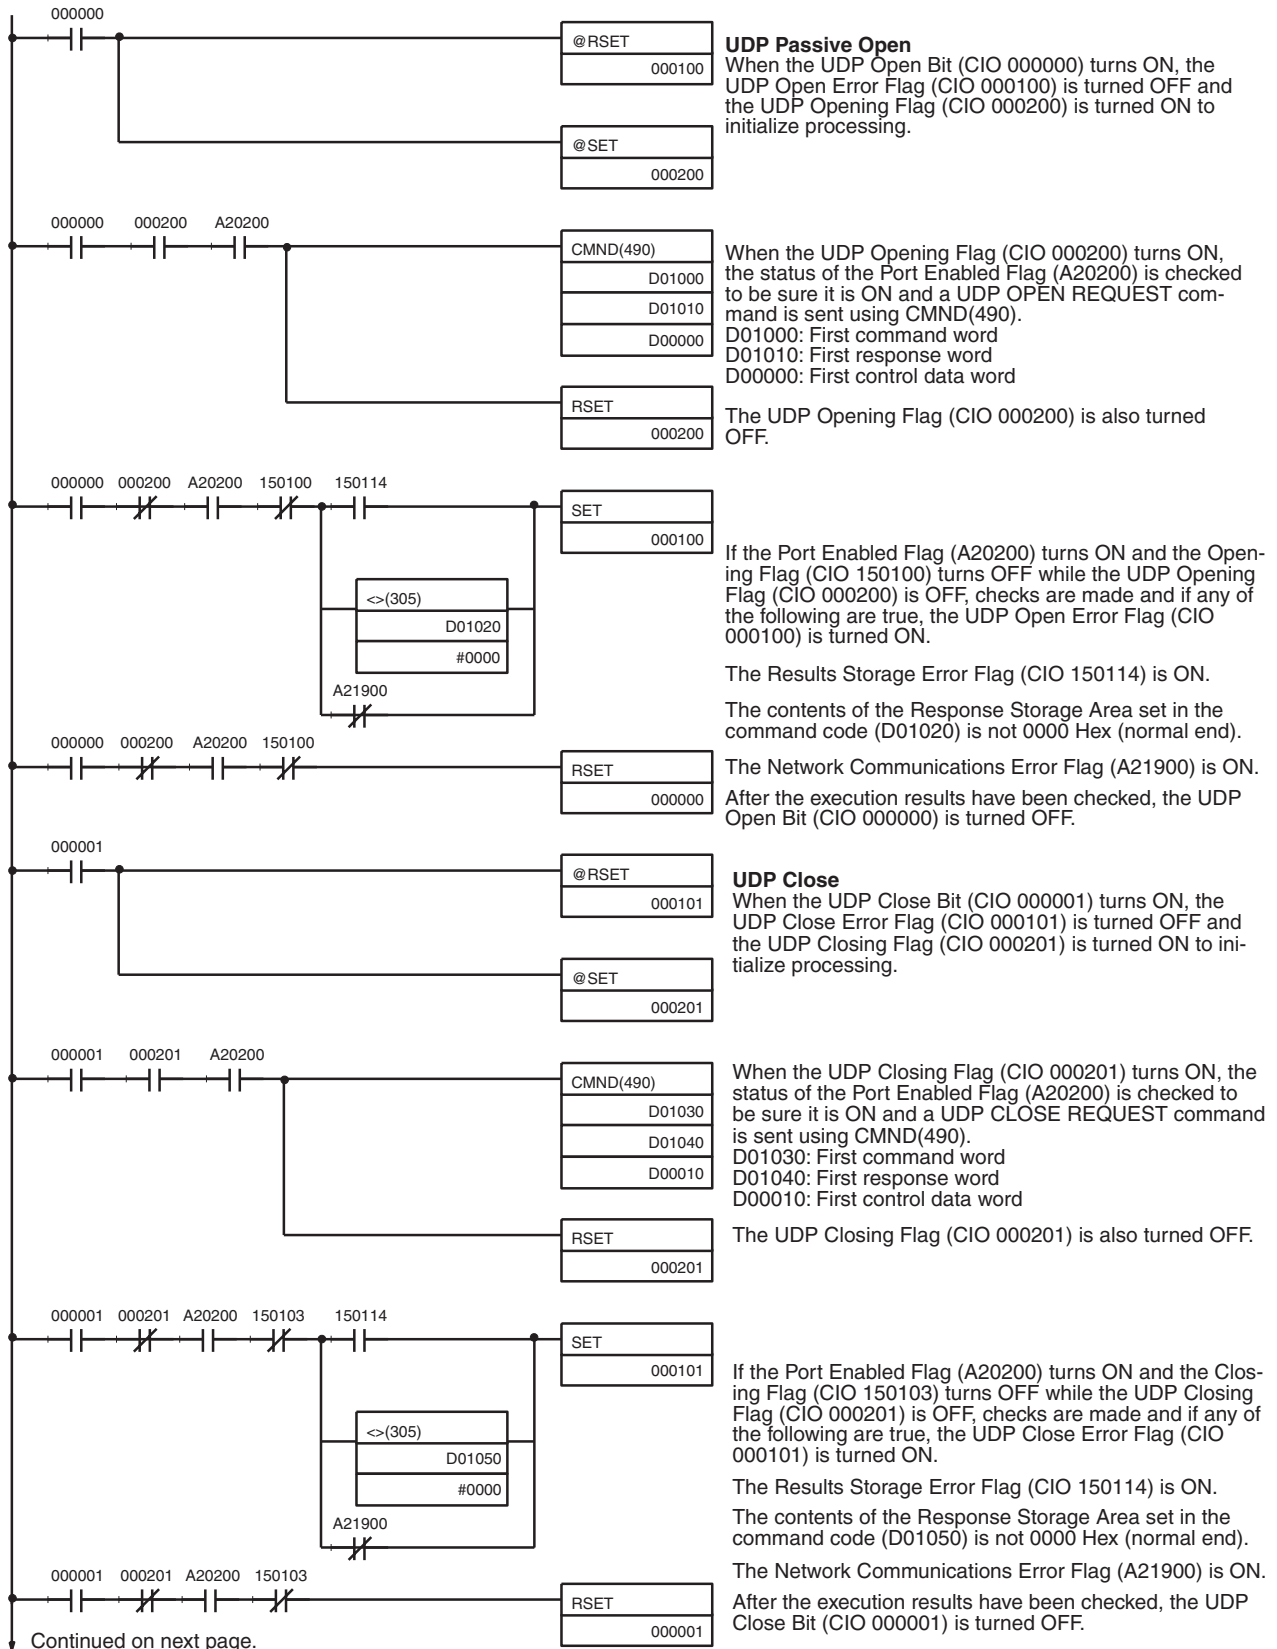 000000
@RSET
000100
UDP Passive Open
When the UDP Open Bit (CIO 000000) turns ON, the
UDP Open Error Flag (CIO 000100) is turned OFF and
the UDP Opening Flag (CIO 000200) is turned ON to
initialize processing.
@SET
000200
000000 000200 A20200
CMND(490)
D01000
D01010
D00000
When the UDP Opening Flag (CIO 000200) turns ON,
the status of the Port Enabled Flag (A20200) is checked
to be sure it is ON and a UDP OPEN REQUEST com-
mand is sent using CMND(490).
D01000: First command word
D01010: First response word
D00000: First control data word
RSET
000200
The UDP Opening Flag (CIO 000200) is also turned
OFF.
000000 000200 A20200 150100 150114
SET
000100
<>(305)
D01020
#0000
A21900
If the Port Enabled Flag (A20200) turns ON and the Open-
ing Flag (CIO 150100) turns OFF while the UDP Opening
Flag (CIO 000200) is OFF, checks are made and if any of
the following are true, the UDP Open Error Flag (CIO
000100) is turned ON.
The Results Storage Error Flag (CIO 150114) is ON.
The contents of the Response Storage Area set in the
command code (D01020) is not 0000 Hex (normal end).
The Network Communications Error Flag (A21900) is ON.
000000 000200 A20200 150100
RSET
000000
After the execution results have been checked, the UDP
Open Bit (CIO 000000) is turned OFF.
000001
@RSET
000101
UDP Close
When the UDP Close Bit (CIO 000001) turns ON, the
UDP Close Error Flag (CIO 000101) is turned OFF and
the UDP Closing Flag (CIO 000201) is turned ON to ini-
tialize processing.
@SET
000201
000001 000201 A20200
CMND(490)
D01030
D01040
D00010
When the UDP Closing Flag (CIO 000201) turns ON, the
status of the Port Enabled Flag (A20200) is checked to
be sure it is ON and a UDP CLOSE REQUEST command
is sent using CMND(490).
D01030: First command word
D01040: First response word
D00010: First control data word
RSET
000201
The UDP Closing Flag (CIO 000201) is also turned OFF.
000001 000201 A20200 150103 150114
SET
000101
<>(305)
D01050
#0000
A21900
If the Port Enabled Flag (A20200) turns ON and the Clos-
ing Flag (CIO 150103) turns OFF while the UDP Closing
Flag (CIO 000201) is OFF, checks are made and if any of
the following are true, the UDP Close Error Flag (CIO
000101) is turned ON.
The Results Storage Error Flag (CIO 150114) is ON.
The contents of the Response Storage Area set in the
command code (D01050) is not 0000 Hex (normal end).
The Network Communications Error Flag (A21900) is ON.
000001 000201 A20200 150103
RSET
000001
After the execution results have been checked, the UDP
Close Bit (CIO 000001) is turned OFF.
Continued on next page.